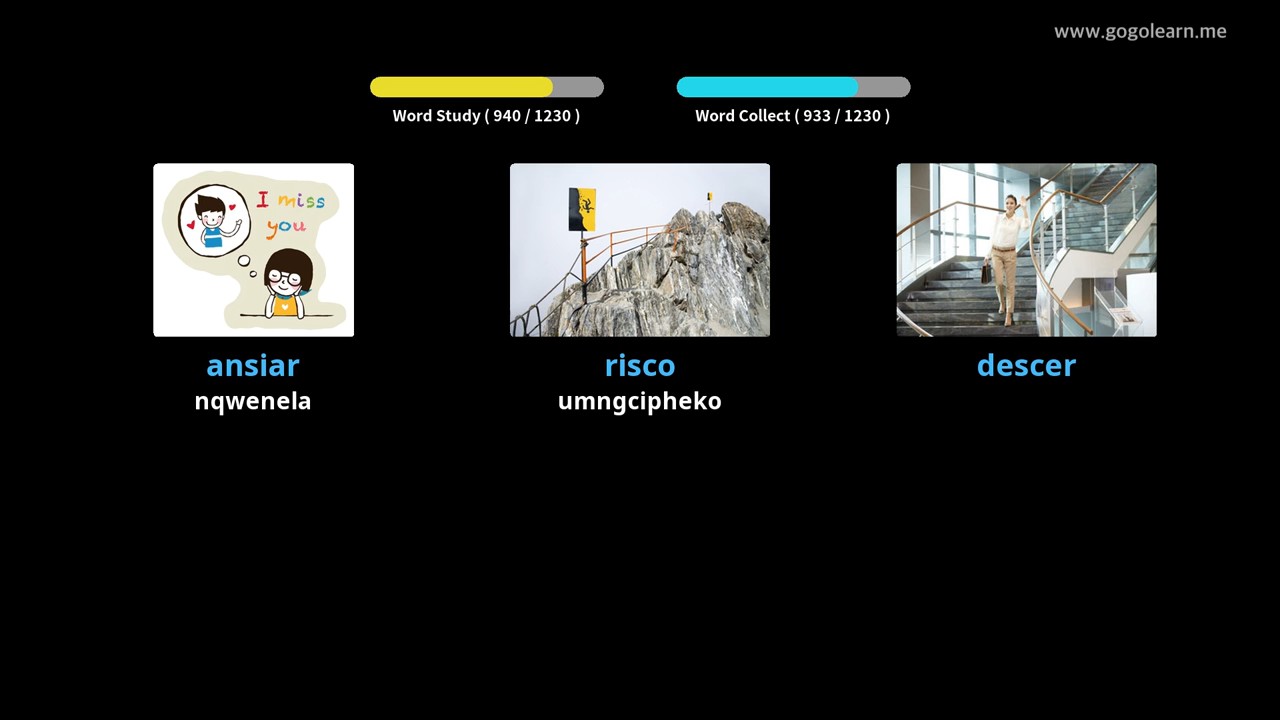 www.gogolearn.me
Word Study ( 940 / 1230 )
Word Collect ( 933 / 1230 )
I miss
you
ansiar
risco
descer
nqwenela
umngcipheko